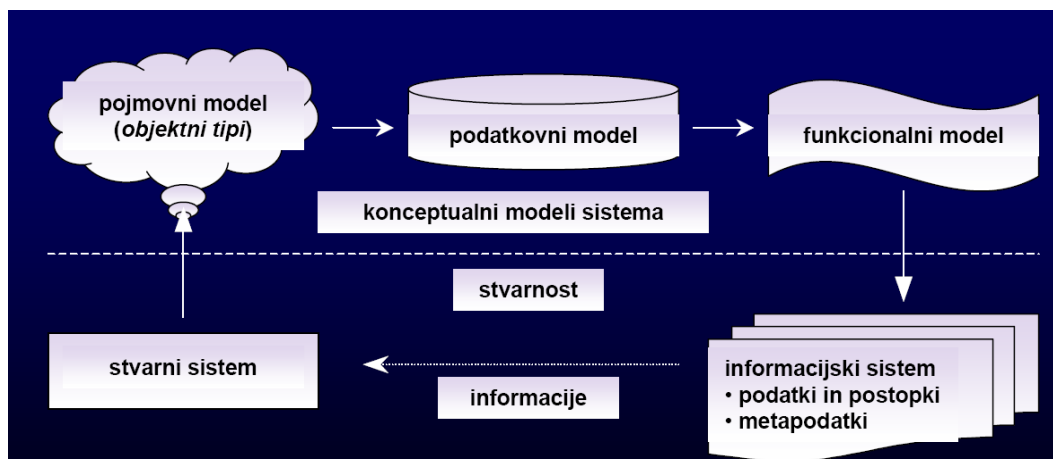 pojmovni model
(objektni tipi)
podatkovni model
funkcionalni model
konceptualni modeli sistema
stvarnost
stvarni sistem
informacije
informacijski sistem
• podatki in postopki
• metapodatki